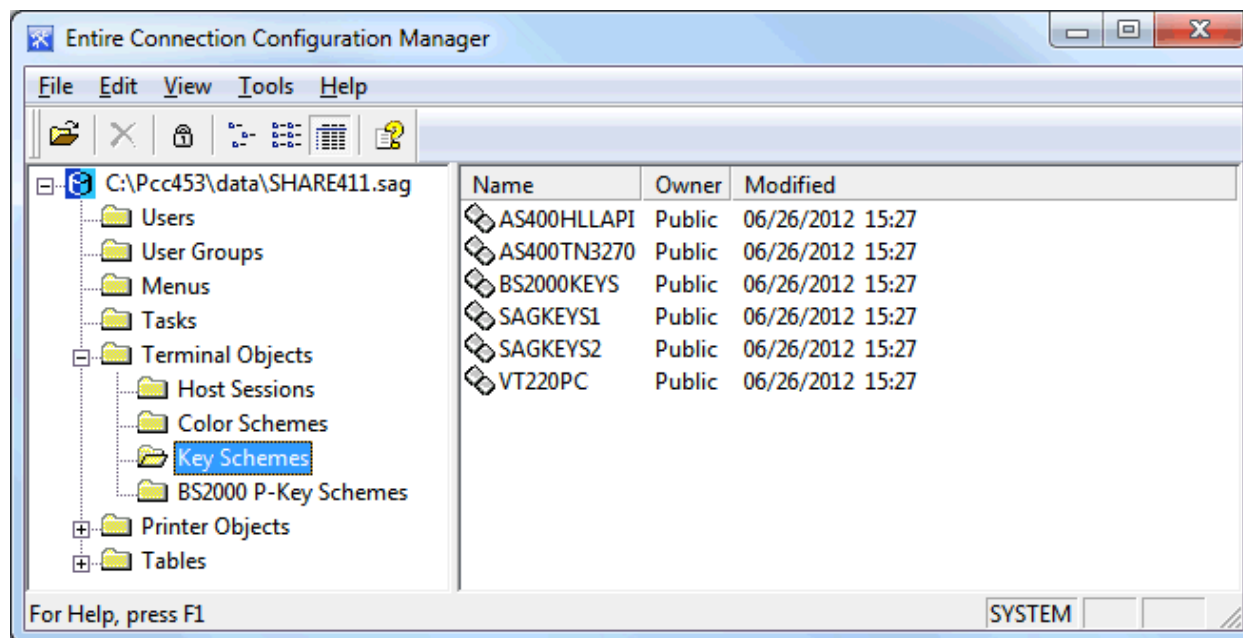 Entire Connection Configuration Manager
File Edit View Tools Help
C:\Pcc453\data\SHARE411.sag
Users
User Groups
Menus
Tasks
Terminal Objects
Host Sessions
Color Schemes
Key Schemes
BS2000 P-Key Schemes
Printer Objects
Tables
Name Owner Modified
AS400HLLAPI Public 06/26/2012 15:27
AS400TN3270 Public 06/26/2012 15:27
BS2000KEYS Public 06/26/2012 15:27
SAGKEYS1 Public 06/26/2012 15:27
SAGKEYS2 Public 06/26/2012 15:27
VT220PC Public 06/26/2012 15:27
For Help, press F1 SYSTEM